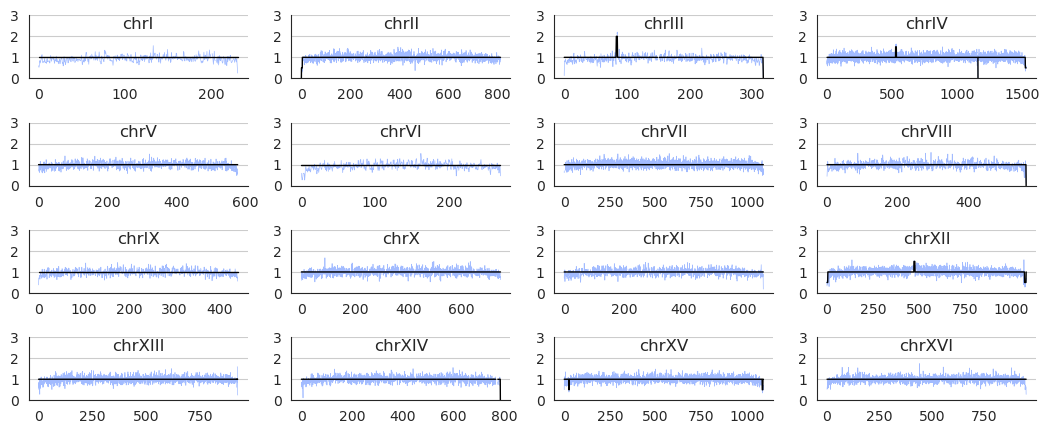 chrI chrII chrIII chrIV
3 3 3 3
2 2 2 2
1 1 1 1
0 0 0 0
0 100 200 0 200 400 600 800 0 100 200 300 0 500 1000 1500
chrV chrVI chrVII chrVIII
3 3 3 3
2 2 2 2
1 1 1 1
0 0 0 0
0 200 400 600 0 100 200 0 250 500 750 1000 0 200 400
chrIX chrX chrXI chrXII
3 3 3 3
2 2 2 2
1 1 1 1
0 0 0 0
0 100 200 300 400 0 200 400 600 0 200 400 600 0 250 500 750 1000
chrXIII chrXIV chrXV chrXVI
3 3 3 3
2 2 2 2
1 1 1 1
0 0 0 0
0 250 500 750 0 200 400 600 800 0 250 500 750 1000 0 250 500 750